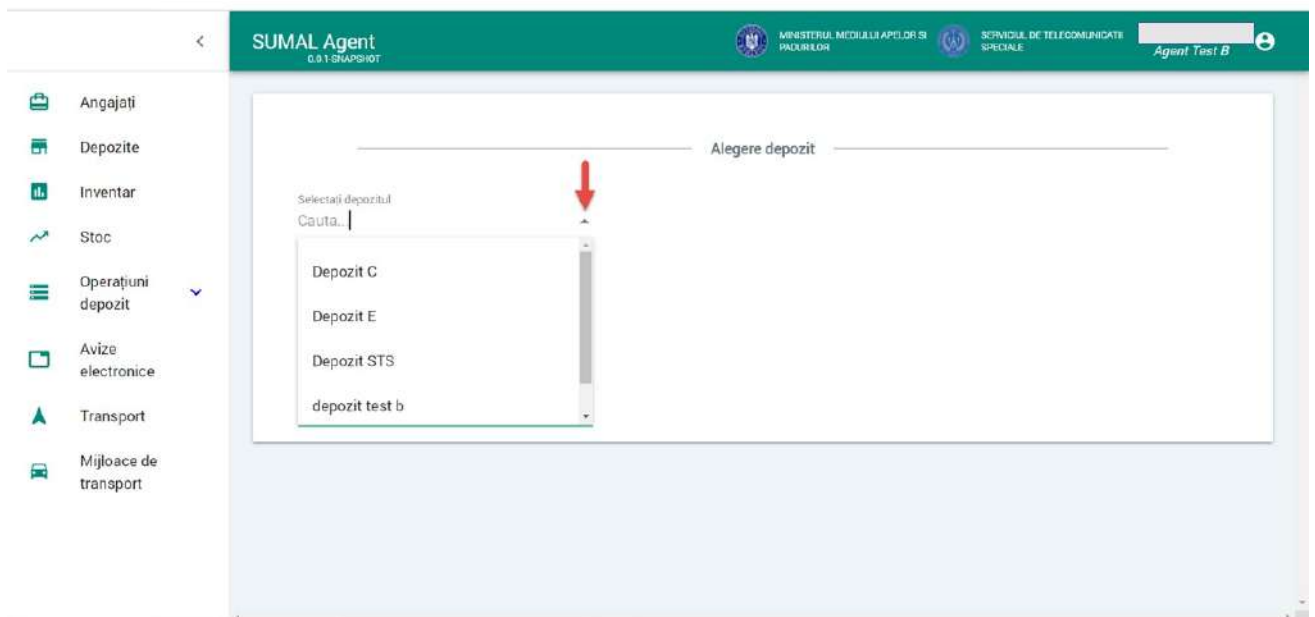 SUMAL Agent
0.0.1-SNAPSHOT
MINISTERUL MEDIULUI APELOR SI
PADURILOR
SERVICIUL DE TELECOMUNICATII
SPECIALE
Agent Test B
Angajați
Depozite
Inventar
Stoc
Operațiuni
depozit
Avize
electronice
Transport
Mijloace de
transport
Alegere depozit
Selectați depozitul
Cauta...
Depozit C
Depozit E
Depozit STS
depozit test b